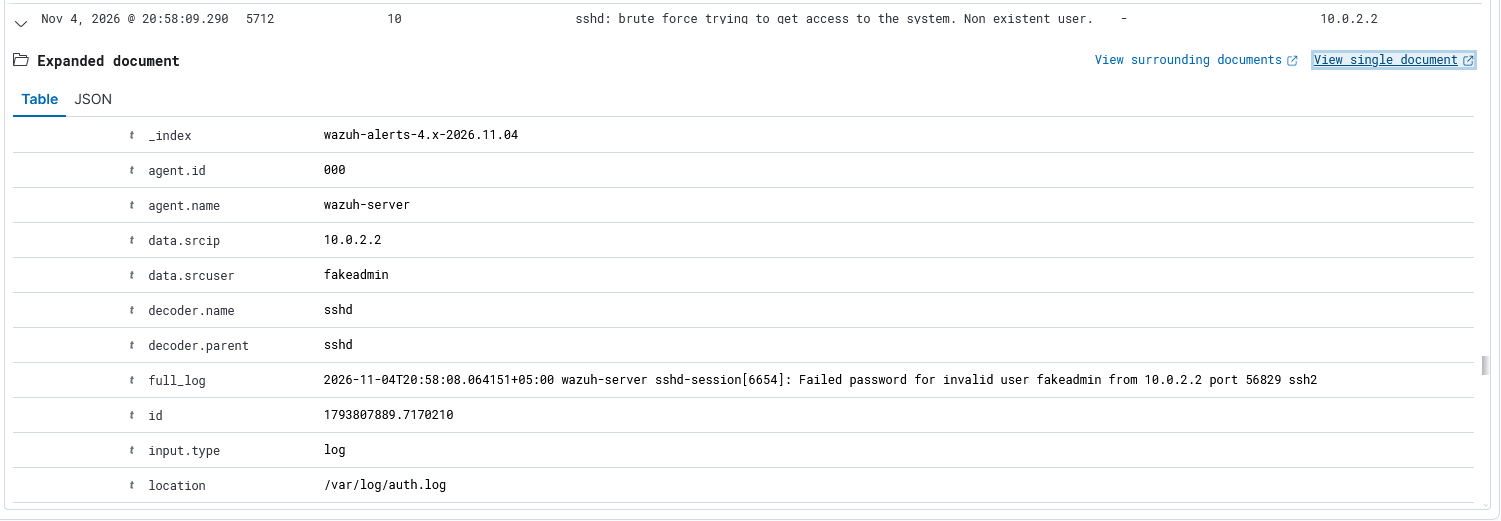 Nov 4, 2026 @ 20:58:09.290 5712 10 sshd: brute force trying to get access to the system. Non existent user. - 10.0.2.2
Expanded document View surrounding documents View single document
Table JSON
t _index wazuh-alerts-4.x-2026.11.04
t agent.id 000
t agent.name wazuh-server
t data.srcip 10.0.2.2
t data.srcuser fakeadmin
t decoder.name sshd
t decoder.parent sshd
t full_log 2026-11-04T20:58:08.064151+05:00 wazuh-server sshd-session[6654]: Failed password for invalid user fakeadmin from 10.0.2.2 port 56829 ssh2
t id 1793807889.7170210
t input.type log
t location /var/log/auth.log